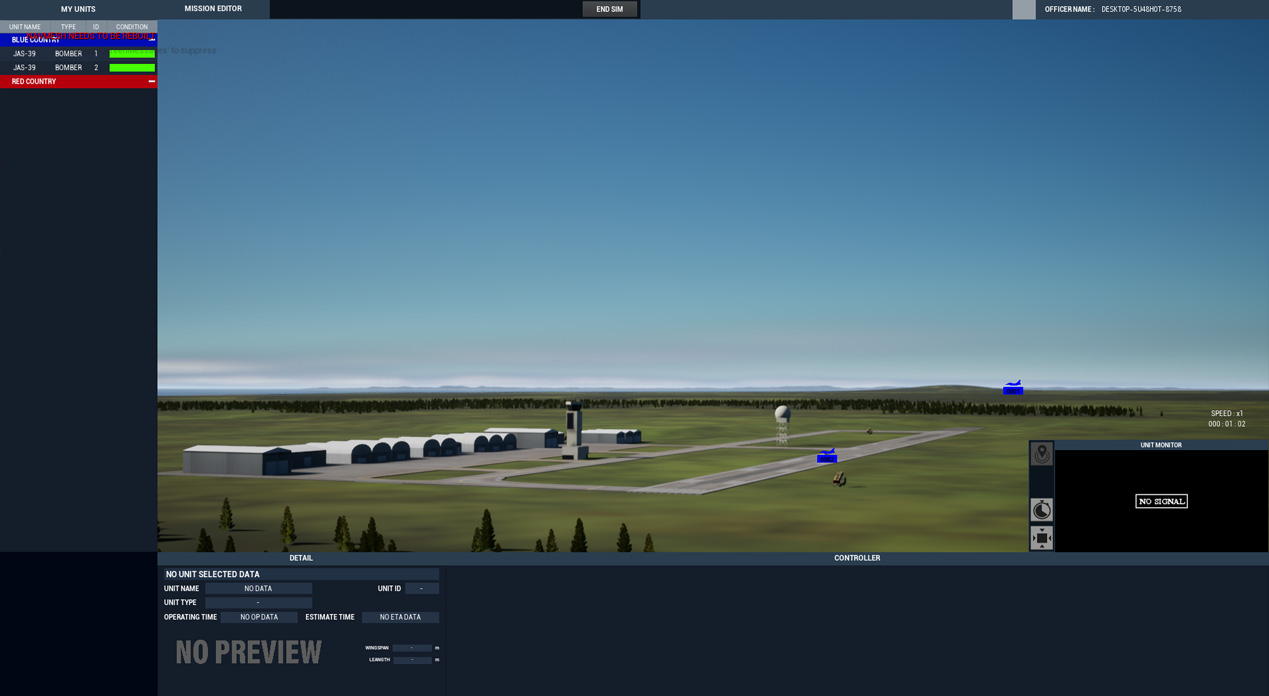 MY UNITS
MISSION EDITOR
END SIM
OFFICER NAME : DESKTOP-5U48H0T-8758
UNIT NAME TYPE ID CONDITION
NEEDS TO BE REBUILT
BLUE COUNTRY
to suppress
JAS-39 BOMBER 1
JAS-39 BOMBER 2
RED COUNTRY
SPEED : x1
000 : 01 : 02
UNIT MONITOR
NO SIGNAL
DETAIL
CONTROLLER
NO UNIT SELECTED DATA
UNIT NAME NO DATA UNIT ID -
UNIT TYPE -
OPERATING TIME NO OP DATA ESTIMATE TIME NO ETA DATA
NO PREVIEW
WINGSPAN - m
LEANGTH - m